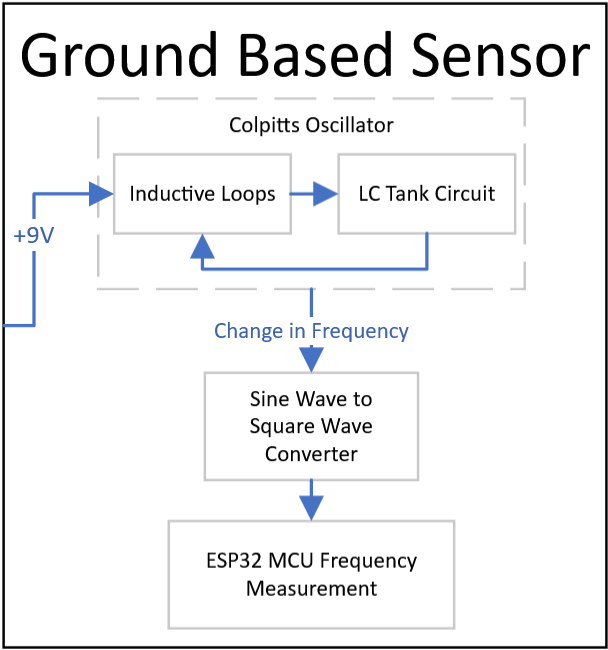 Ground Based Sensor
Colpitts Oscillator
Inductive Loops
LC Tank Circuit
+9V
Change in Frequency
Sine Wave to
Square Wave
Converter
ESP32 MCU Frequency
Measurement